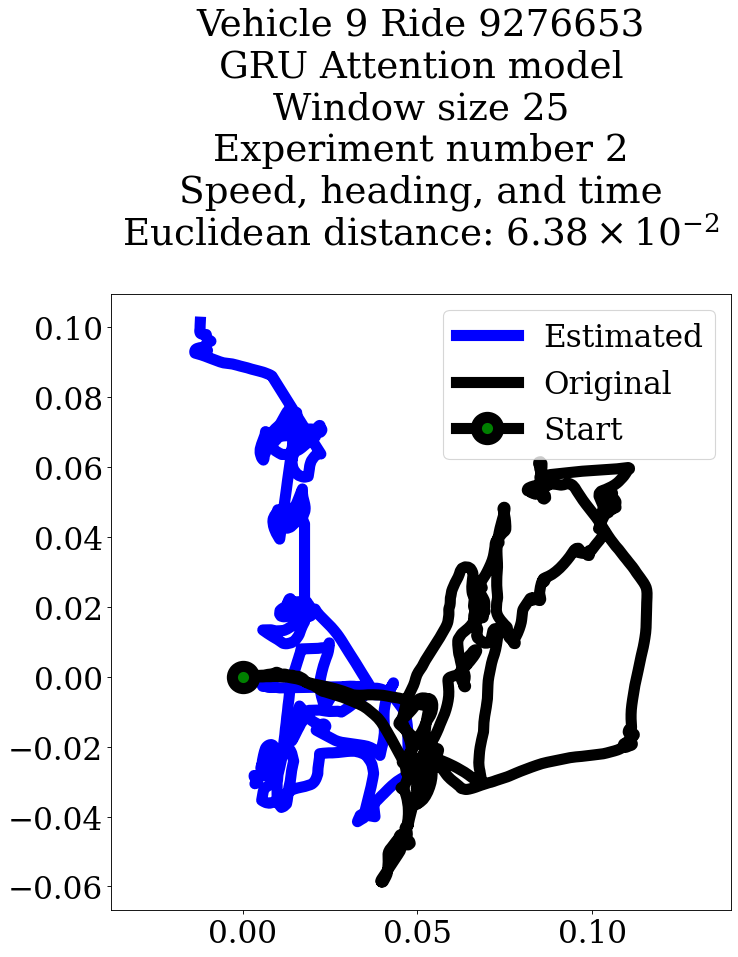 Vehicle 9 Ride 9276653
GRU Attention model
Window size 25
Experiment number 2
Speed, heading, and time
Euclidean distance: 6.38 × 10⁻²
Estimated
Original
Start
0.10
0.08
0.06
0.04
0.02
0.00
−0.02
−0.04
−0.06
0.00 0.05 0.10